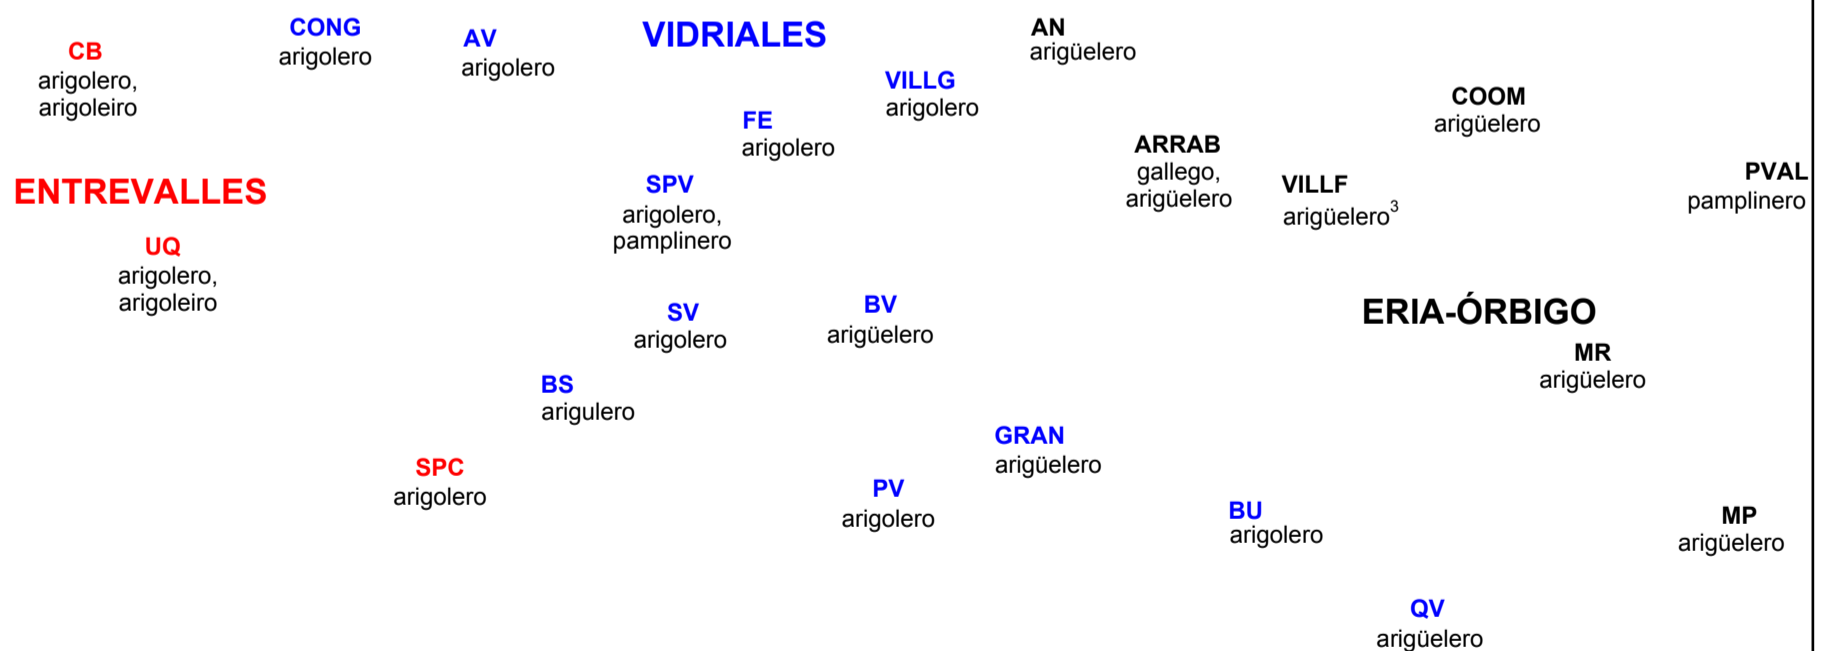 CONG
arigolero
AV
arigolero
VIDRIALES
AN
arigüelero
CB
arigolero,
arigoleiro
VILLG
arigolero
COOM
arigüelero
FE
arigolero
ARRAB
gallego,
arigüelero
PVAL
pamplinero
ENTREVALLES
SPV
arigolero,
pamplinero
VILLF
arigüelero³
UQ
arigolero,
arigoleiro
SV
arigolero
BV
arigüelero
ERIA-ÓRBIGO
MR
arigüelero
BS
arigulero
GRAN
arigüelero
SPC
arigolero
PV
arigolero
BU
arigolero
MP
arigüelero
QV
arigüelero